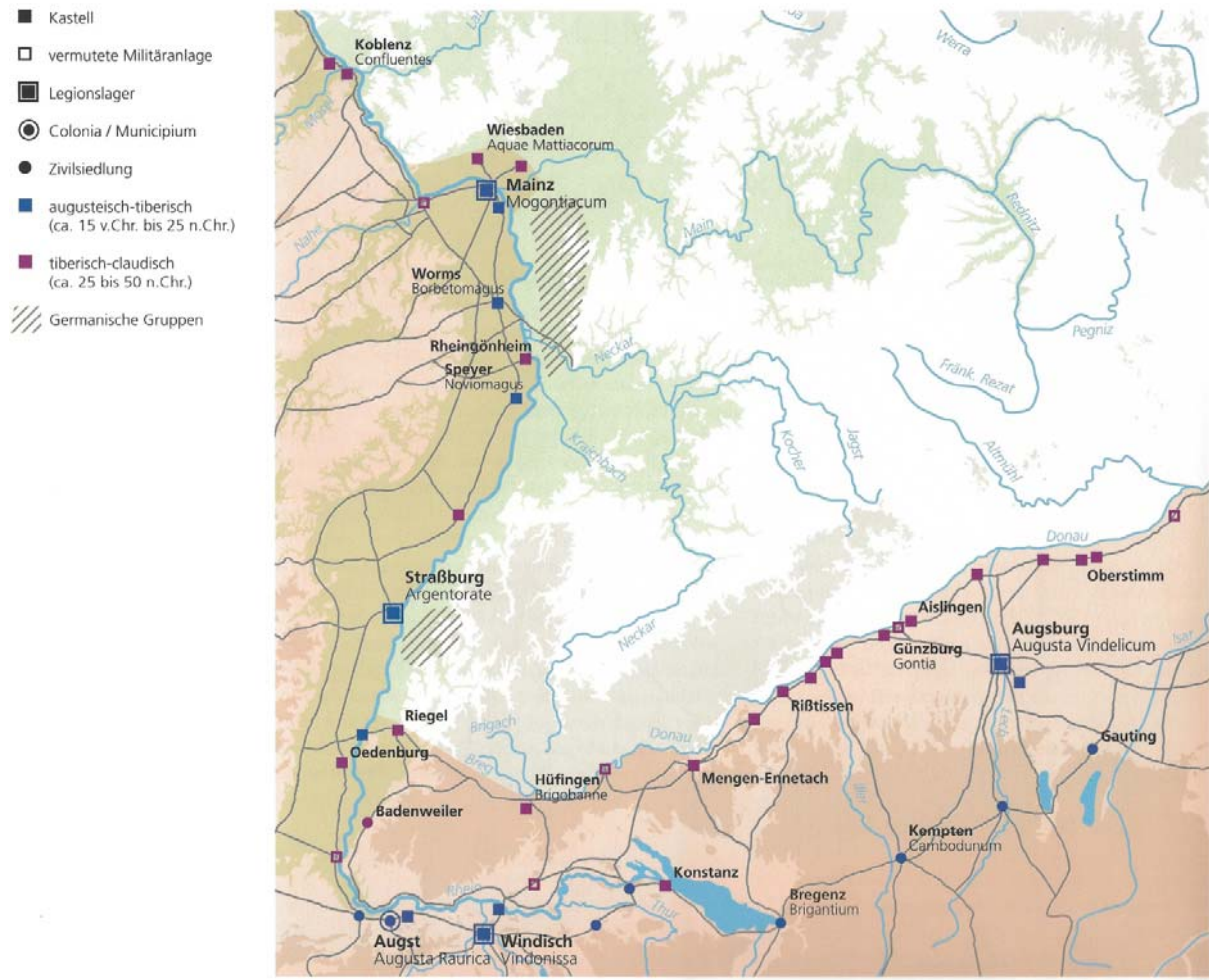 Kastell
vermutete Militäranlage
Legionslager
Colonia / Municipium
Zivilsiedlung
augusteisch-tiberisch
(ca. 15 v.Chr. bis 25 n.Chr.)
tiberisch-claudisch
(ca. 25 bis 50 n.Chr.)
Germanische Gruppen
Koblenz
Confluentes
Mosel
Werra
Wiesbaden
Aquae Mattiacorum
Mainz
Mogontiacum
Nahe
Main
Rednitz
Worms
Borbetomagus
Pegniz
Rheingönheim
Neckar
Speyer
Noviomagus
Fränk. Rezat
Kraichbach
Kocher
Jagst
Altmühl
Donau
Oberstimm
Straßburg
Argentorate
Aislingen
Günzburg
Gontia
Augsburg
Augusta Vindelicum
Isar
Neckar
Rißtissen
Lech
Riegel
Brigach
Donau
Gauting
Oedenburg
Breg
Hüfingen
Brigobanne
Mengen-Ennetach
Iller
Badenweiler
Kempten
Cambodunum
Rhein
Konstanz
Thur
Bregenz
Brigantium
Augst
Augusta Raurica
Windisch
Vindonissa